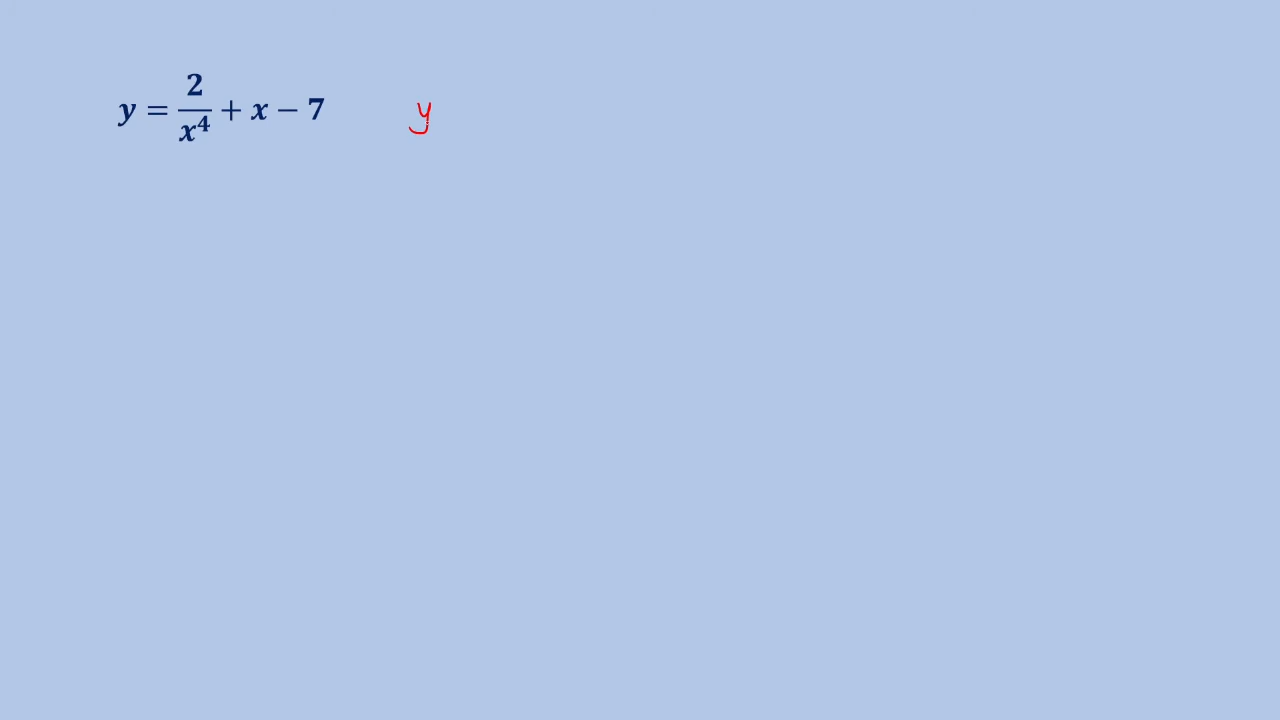 y = 2/x⁴ + x − 7 y